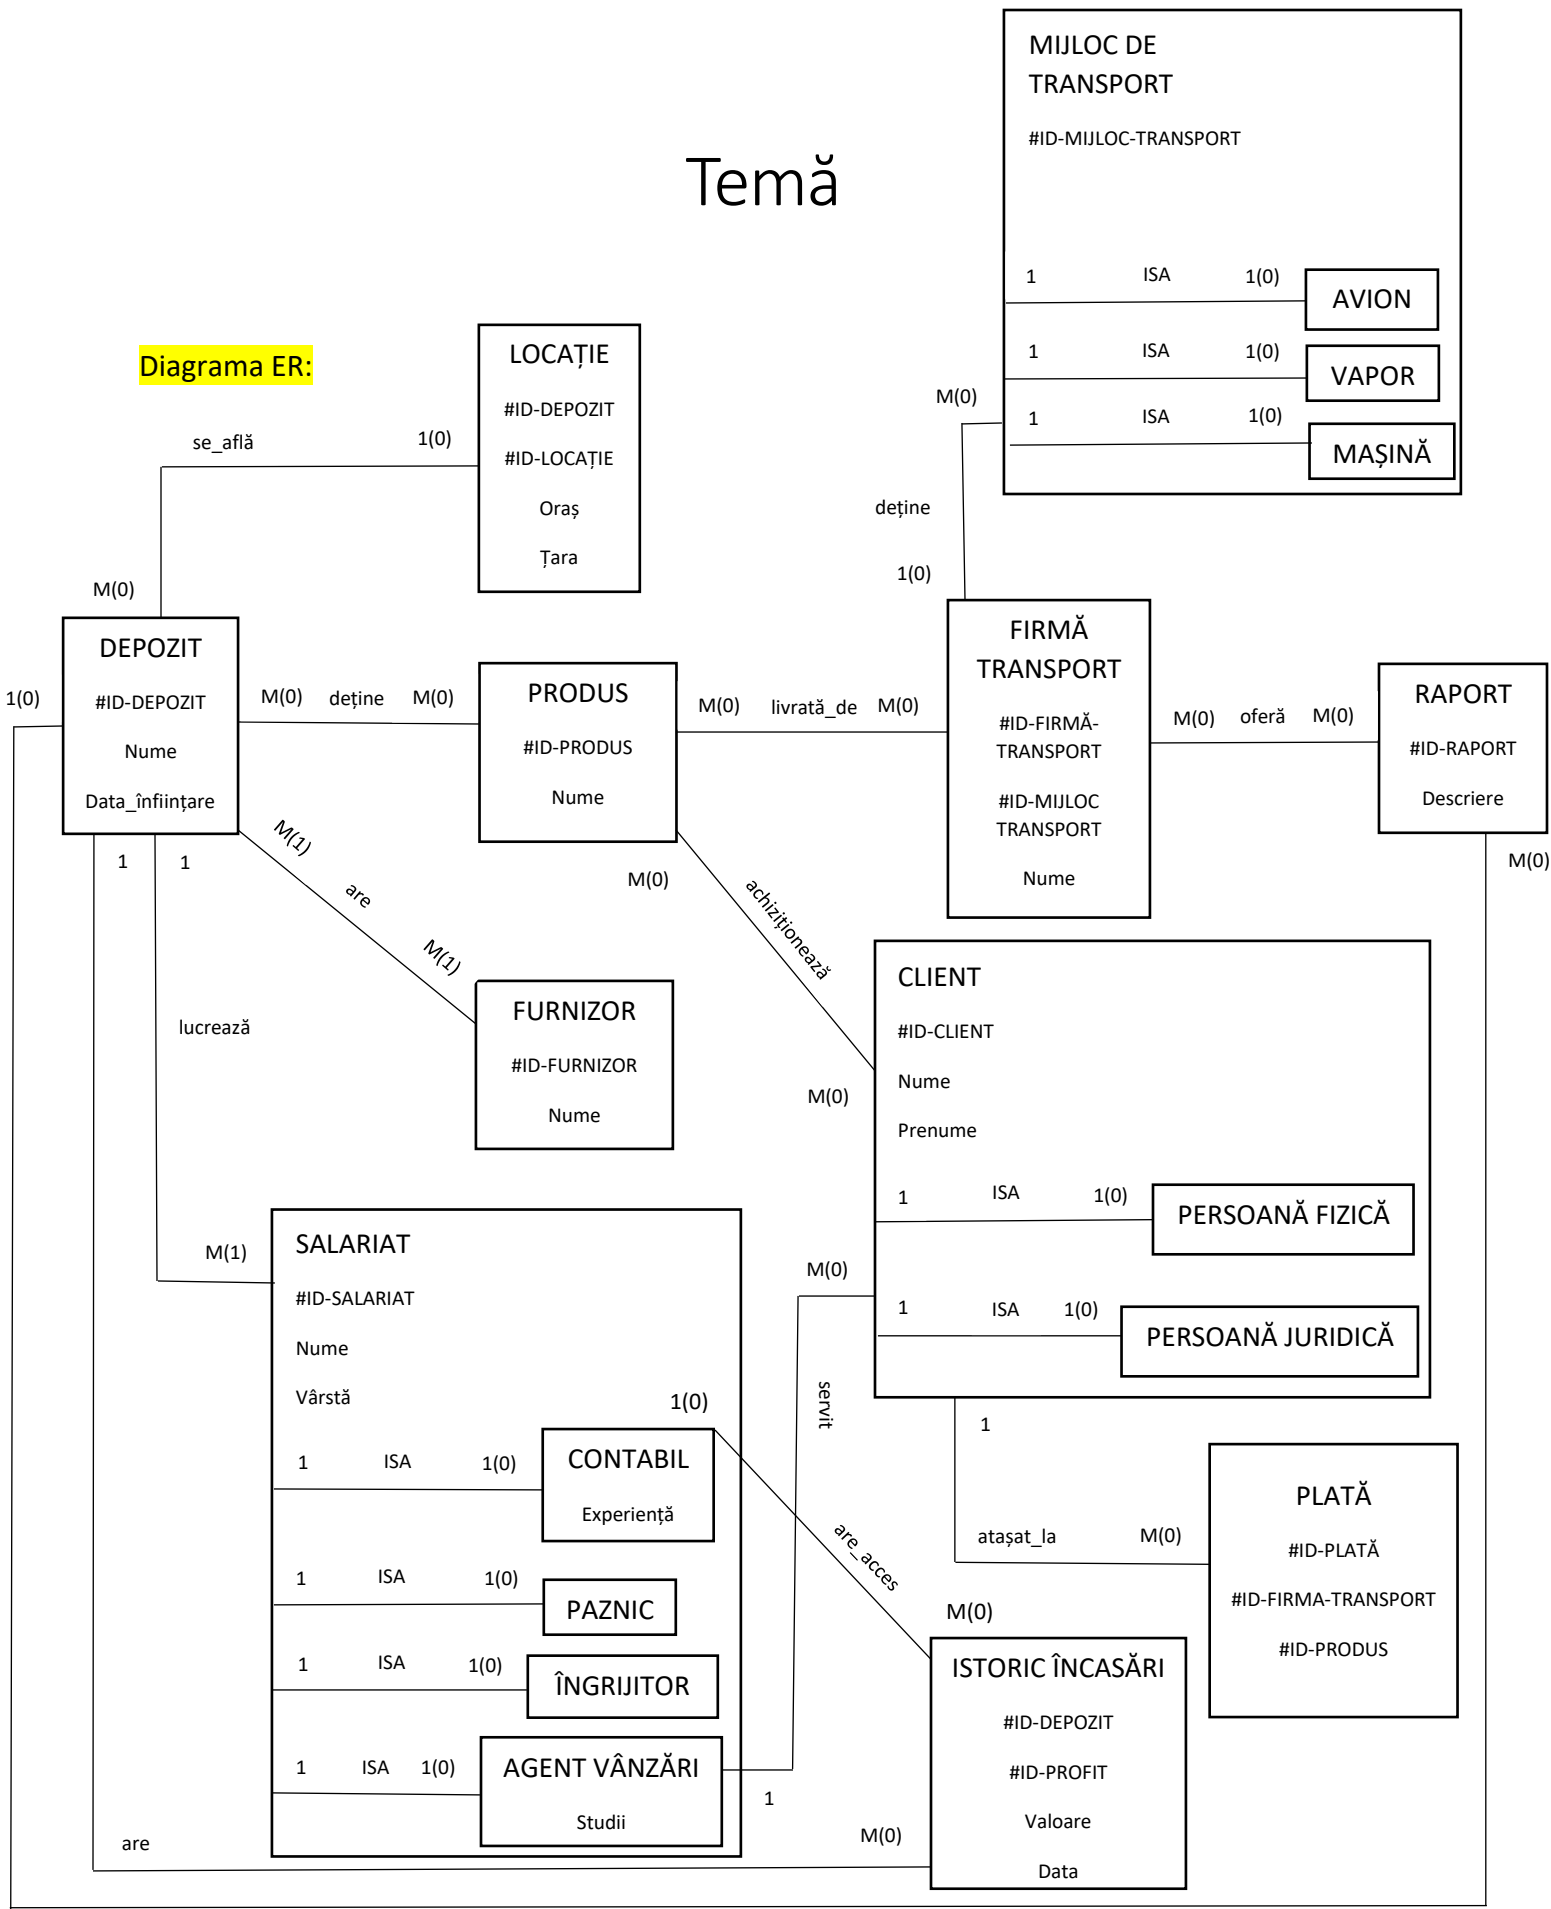 Temă
Diagrama ER:
MIJLOC DE
TRANSPORT
#ID-MIJLOC-TRANSPORT
1 ISA 1(0)
AVION
1 ISA 1(0)
VAPOR
1 ISA 1(0)
MAȘINĂ
M(0)
deține
1(0)
LOCAȚIE
#ID-DEPOZIT
#ID-LOCAȚIE
Oraș
Țara
se_află
1(0)
M(0)
DEPOZIT
#ID-DEPOZIT
Nume
Data_înființare
1(0)
M(0) deține M(0)
PRODUS
#ID-PRODUS
Nume
M(0) livrată_de M(0)
FIRMĂ
TRANSPORT
#ID-FIRMĂ-
TRANSPORT
#ID-MIJLOC
TRANSPORT
Nume
M(0) oferă M(0)
RAPORT
#ID-RAPORT
Descriere
M(0)
1
1
M(1)
are
M(1)
FURNIZOR
#ID-FURNIZOR
Nume
M(0)
achiziționează
M(0)
CLIENT
#ID-CLIENT
Nume
Prenume
1 ISA 1(0)
PERSOANĂ FIZICĂ
1 ISA 1(0)
PERSOANĂ JURIDICĂ
lucrează
M(1)
SALARIAT
#ID-SALARIAT
Nume
Vârstă
1 ISA 1(0)
CONTABIL
Experiență
1 ISA 1(0)
PAZNIC
1 ISA 1(0)
ÎNGRIJITOR
1 ISA 1(0)
AGENT VÂNZĂRI
Studii
1(0)
are_acces
M(0)
M(0)
servit
1
1
atașat_la M(0)
PLATĂ
#ID-PLATĂ
#ID-FIRMA-TRANSPORT
#ID-PRODUS
ISTORIC ÎNCASĂRI
#ID-DEPOZIT
#ID-PROFIT
Valoare
Data
are
M(0)